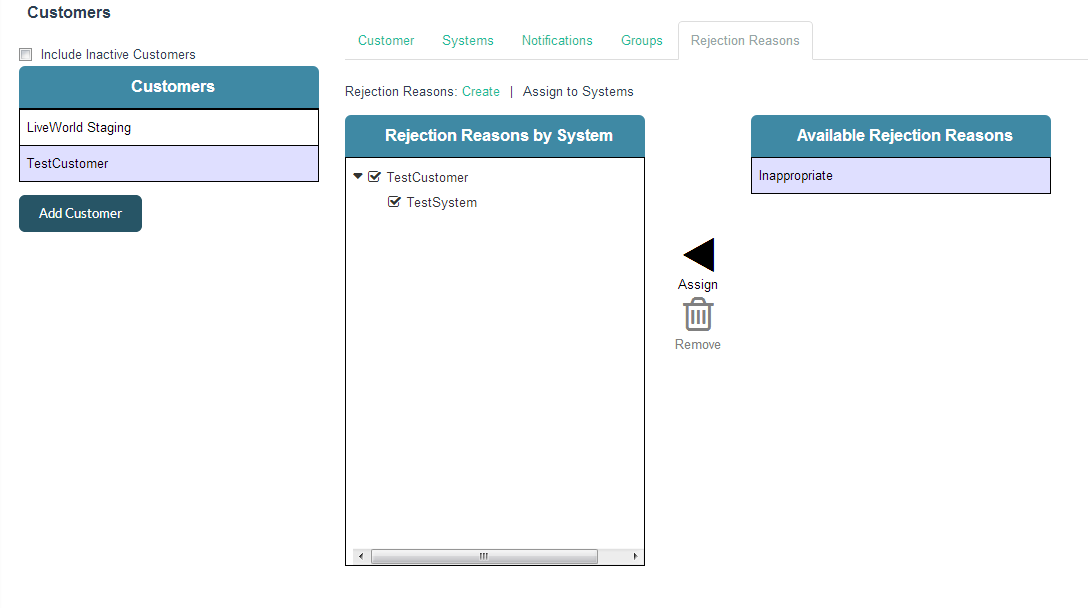 Customers
Include Inactive Customers
Customers
LiveWorld Staging
TestCustomer
Add Customer
Customer Systems Notifications Groups Rejection Reasons
Rejection Reasons: Create | Assign to Systems
Rejection Reasons by System
TestCustomer
TestSystem
Assign
Remove
Available Rejection Reasons
Inappropriate